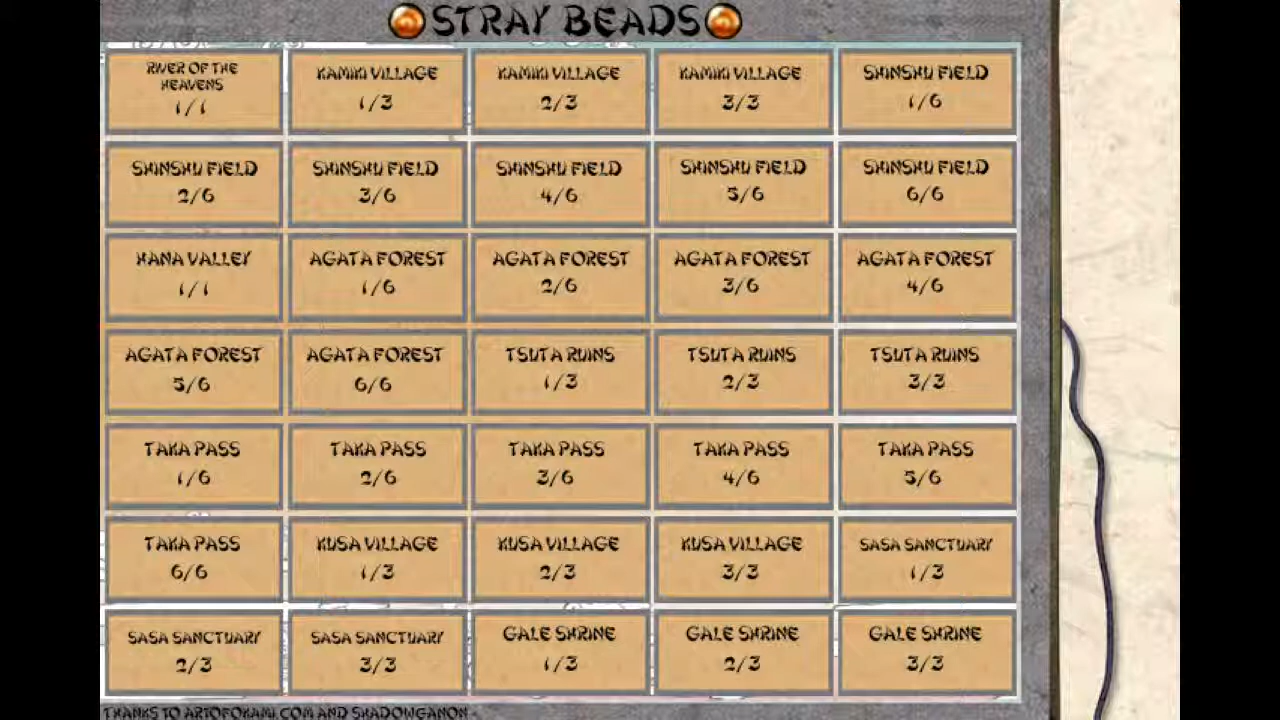 STRAY BEADS
RIVER OF THE
HEAVENS
1/1
KAMIKI VILLAGE
1/3
KAMIKI VILLAGE
2/3
KAMIKI VILLAGE
3/3
SHINSHU FIELD
1/6
SHINSHU FIELD
2/6
SHINSHU FIELD
3/6
SHINSHU FIELD
4/6
SHINSHU FIELD
5/6
SHINSHU FIELD
6/6
HANA VALLEY
1/1
AGATA FOREST
1/6
AGATA FOREST
2/6
AGATA FOREST
3/6
AGATA FOREST
4/6
AGATA FOREST
5/6
AGATA FOREST
6/6
TSUTA RUINS
1/3
TSUTA RUINS
2/3
TSUTA RUINS
3/3
TAKA PASS
1/6
TAKA PASS
2/6
TAKA PASS
3/6
TAKA PASS
4/6
TAKA PASS
5/6
TAKA PASS
6/6
KUSA VILLAGE
1/3
KUSA VILLAGE
2/3
KUSA VILLAGE
3/3
SASA SANCTUARY
1/3
SASA SANCTUARY
2/3
SASA SANCTUARY
3/3
GALE SHRINE
1/3
GALE SHRINE
2/3
GALE SHRINE
3/3
THANKS TO ARTOFOKAMI.COM AND SHADOWGANON